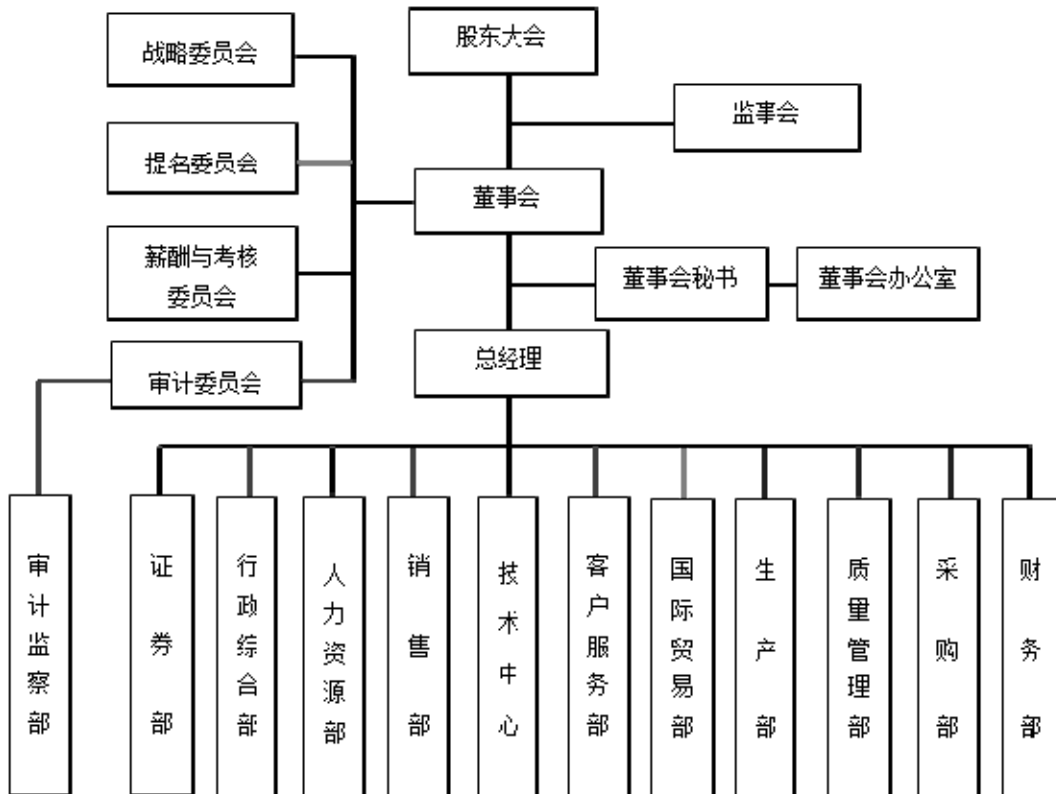 股东大会
战略委员会
监事会
提名委员会
董事会
薪酬与考核
委员会
董事会秘书
董事会办公室
总经理
审计委员会
审计监察部
证券部
行政综合部
人力资源部
销售部
技术中心
客户服务部
国际贸易部
生产部
质量管理部
采购部
财务部